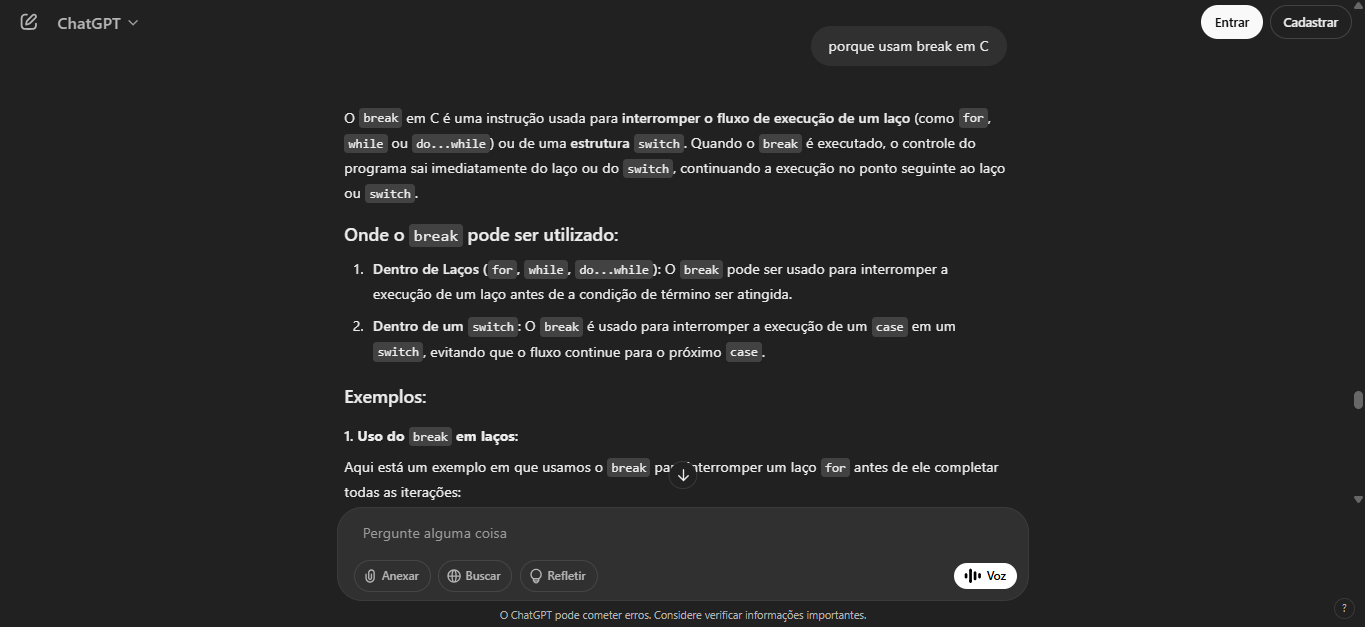 ChatGPT
Entrar
Cadastrar
porque usam break em C
O break em C é uma instrução usada para interromper o fluxo de execução de um laço (como for,
while ou do...while) ou de uma estrutura switch. Quando o break é executado, o controle do
programa sai imediatamente do laço ou do switch, continuando a execução no ponto seguinte ao laço
ou switch.
Onde o break pode ser utilizado:
1. Dentro de Laços (for, while, do...while): O break pode ser usado para interromper a
execução de um laço antes de a condição de término ser atingida.
2. Dentro de um switch: O break é usado para interromper a execução de um case em um
switch, evitando que o fluxo continue para o próximo case.
Exemplos:
1. Uso do break em laços:
Aqui está um exemplo em que usamos o break para interromper um laço for antes de ele completar
todas as iterações:
Pergunte alguma coisa
Anexar
Buscar
Refletir
Voz
O ChatGPT pode cometer erros. Considere verificar informações importantes.
?